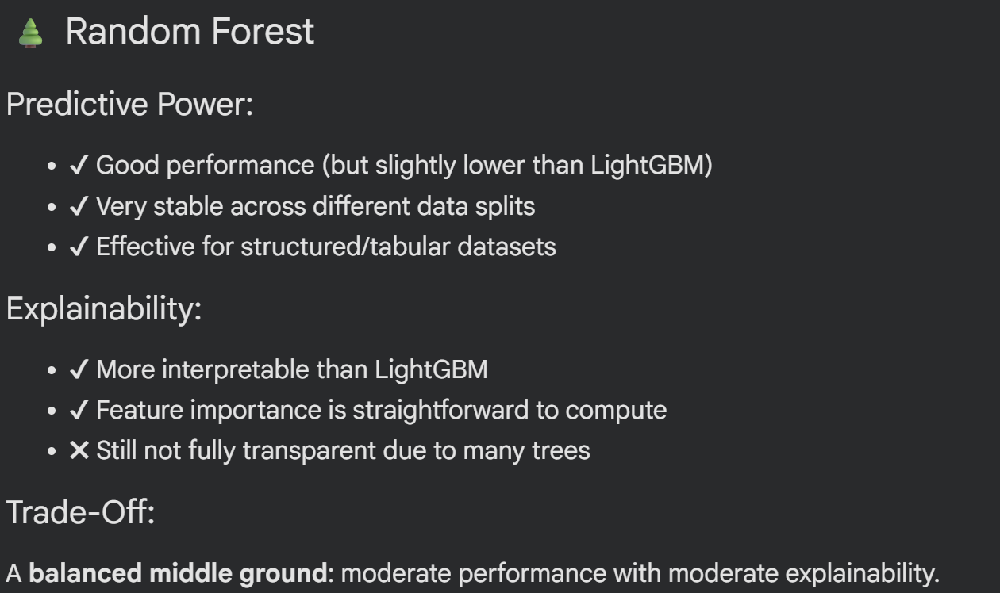 🌲 Random Forest
Predictive Power:
• ✔ Good performance (but slightly lower than LightGBM)
• ✔ Very stable across different data splits
• ✔ Effective for structured/tabular datasets
Explainability:
• ✔ More interpretable than LightGBM
• ✔ Feature importance is straightforward to compute
• ✖ Still not fully transparent due to many trees
Trade-Off:
A balanced middle ground: moderate performance with moderate explainability.